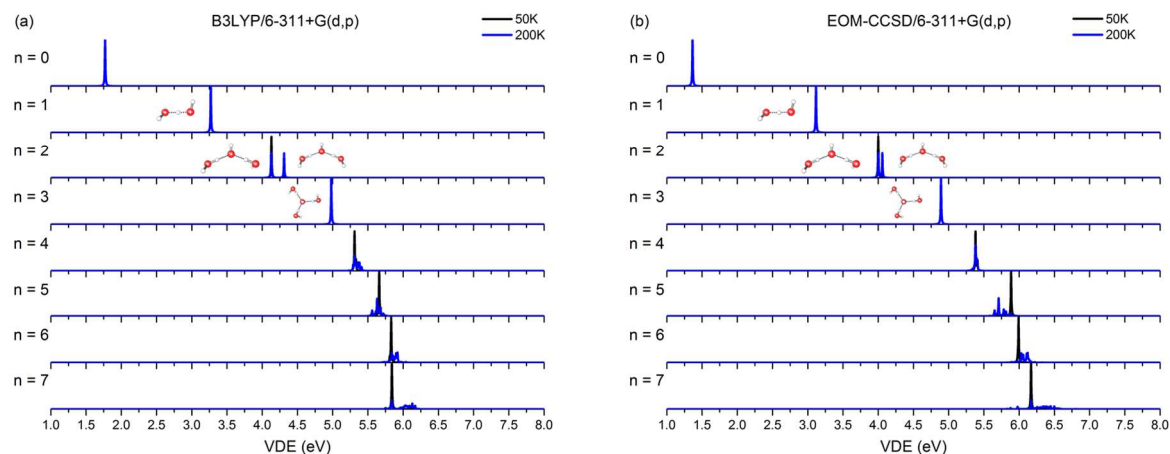 (a)
B3LYP/6-311+G(d,p)
50K
200K
n = 0
n = 1
n = 2
n = 3
n = 4
n = 5
n = 6
n = 7
1.0 1.5 2.0 2.5 3.0 3.5 4.0 4.5 5.0 5.5 6.0 6.5 7.0 7.5 8.0
VDE (eV)
(b)
EOM-CCSD/6-311+G(d,p)
50K
200K
n = 0
n = 1
n = 2
n = 3
n = 4
n = 5
n = 6
n = 7
1.0 1.5 2.0 2.5 3.0 3.5 4.0 4.5 5.0 5.5 6.0 6.5 7.0 7.5 8.0
VDE (eV)